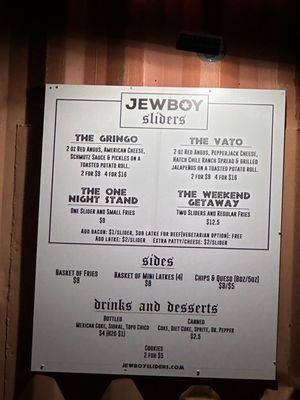 JEWBOY
sliders
THE GRINGO
2 oz Red Angus, American Cheese,
Schmutz Sauce & Pickles on a
toasted potato roll.
2 for $9 4 for $16
THE VATO
2 oz Red Angus, Pepperjack Cheese,
Hatch Chile Ranch Spread & Grilled
Jalapeños on a toasted potato roll.
2 for $9 4 for $16
THE ONE
NIGHT STAND
One Slider and Small Fries
$8
THE WEEKEND
GETAWAY
Two Sliders and Regular Fries
$12.5
Add bacon: $1/slider, Sub latke for beef(vegetarian option): free
Add latke: $2/slider Extra patty/cheese: $2/slider
sides
Basket of Fries
$8
Basket of Mini Latkes (4)
$8
Chips & Queso (8oz/5oz)
$8/$5
drinks and desserts
Bottled
Mexican Coke, Sidral, Topo Chico
$4 (H2O $1)
Canned
Coke, Diet Coke, Sprite, Dr. Pepper
$2.5
Cookies
2 for $5
JEWBOYSLIDERS.COM